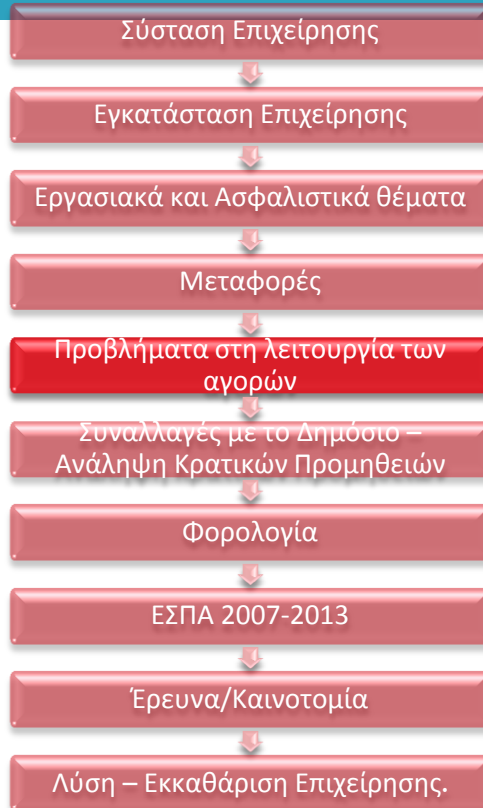 Σύσταση Επιχείρησης
Εγκατάσταση Επιχείρησης
Εργασιακά και Ασφαλιστικά θέματα
Μεταφορές
Προβλήματα στη λειτουργία των
αγορών
Συναλλαγές με το Δημόσιο –
Ανάληψη Κρατικών Προμηθειών
Φορολογία
ΕΣΠΑ 2007-2013
Έρευνα/Καινοτομία
Λύση – Εκκαθάριση Επιχείρησης.